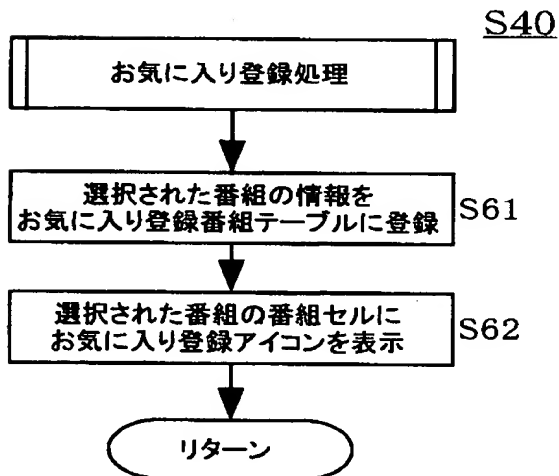 S40
お気に入り登録処理
選択された番組の情報を
お気に入り登録番組テーブルに登録
S61
選択された番組の番組セルに
お気に入り登録アイコンを表示
S62
リターン